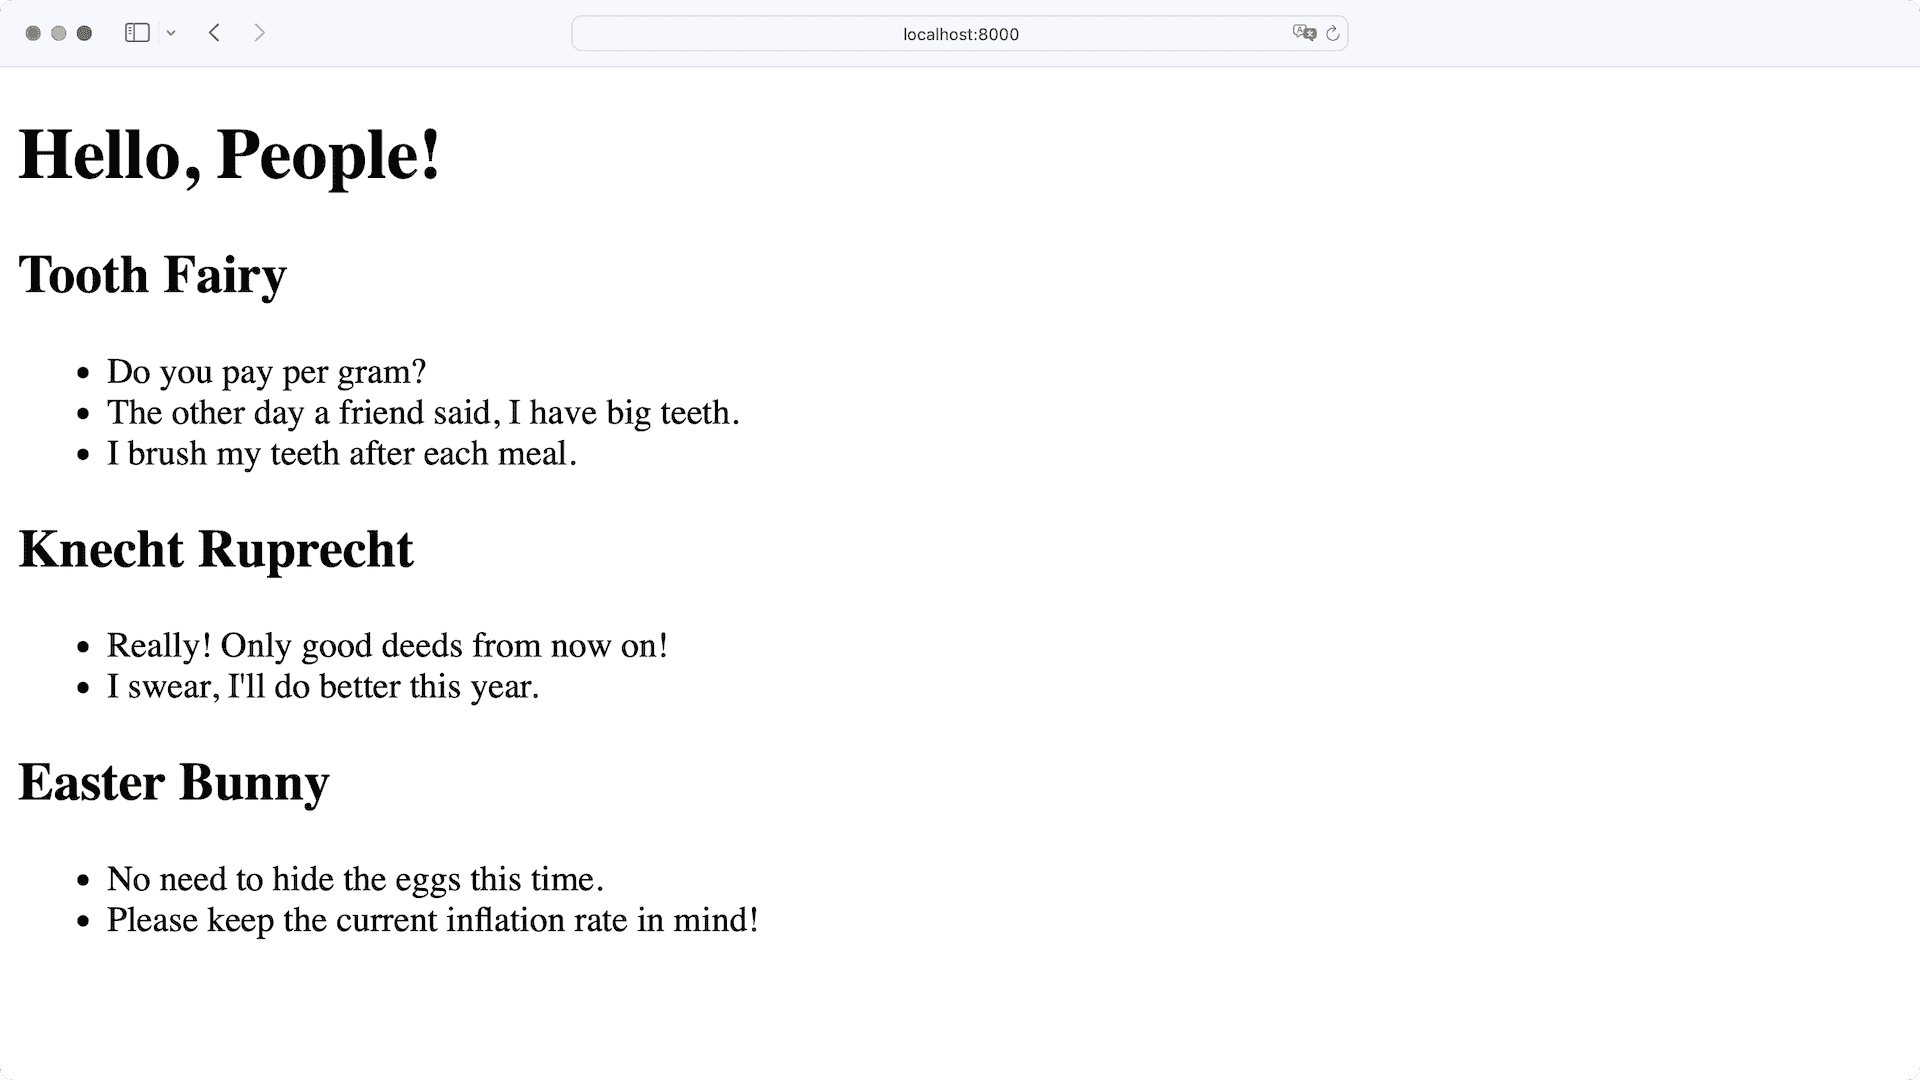 localhost:8000
Hello, People!
Tooth Fairy
Do you pay per gram?
The other day a friend said, I have big teeth.
I brush my teeth after each meal.
Knecht Ruprecht
Really! Only good deeds from now on!
I swear, I'll do better this year.
Easter Bunny
No need to hide the eggs this time.
Please keep the current inflation rate in mind!